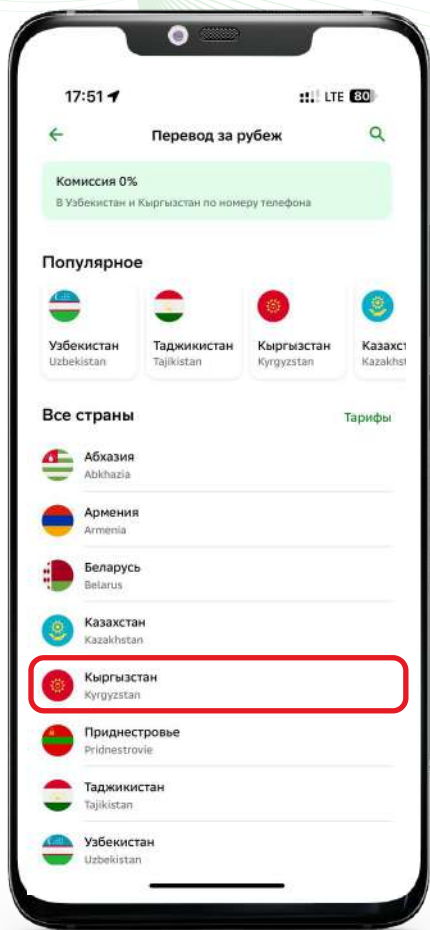 17:51
LTE 80
Перевод за рубеж
Комиссия 0%
В Узбекистан и Кыргызстан по номеру телефона
Популярное
Узбекистан Таджикистан Кыргызстан Казахст
Uzbekistan Tajikistan Kyrgyzstan Kazakhst
Все страны Тарифы
Абхазия
Abkhazia
Армения
Armenia
Беларусь
Belarus
Казахстан
Kazakhstan
Кыргызстан
Kyrgyzstan
Приднестровье
Pridnestrovie
Таджикистан
Tajikistan
Узбекистан
Uzbekistan